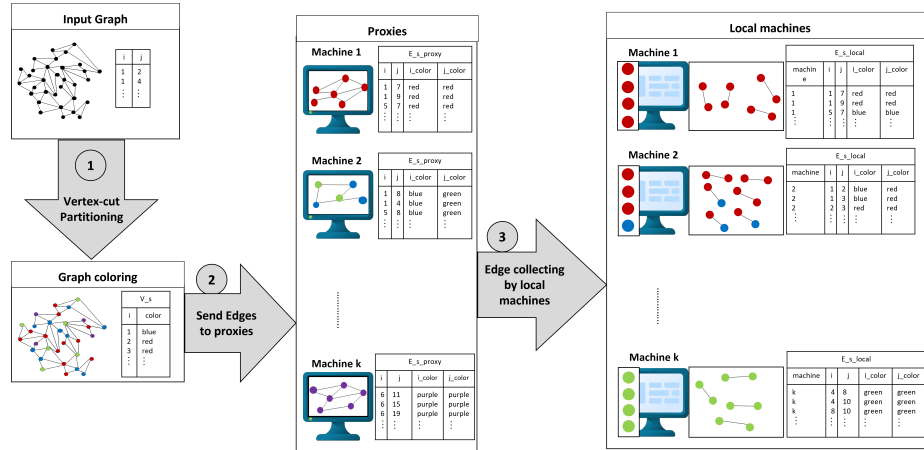 Input Graph
i j
1 2
1 4
⋮ ⋮
1
Vertex-cut
Partitioning
Graph coloring
V_s
i color
1 blue
2 red
3 red
⋮ ⋮
2
Send Edges
to proxies
Proxies
Machine 1
E_s_proxy
i j i_color j_color
1 7 red red
1 9 red red
5 7 red red
⋮ ⋮ ⋮ ⋮
Machine 2
E_s_proxy
i j i_color j_color
1 8 blue green
1 4 blue green
5 8 blue green
⋮ ⋮ ⋮ ⋮
Machine k
E_s_proxy
i j i_color j_color
6 11 purple purple
6 15 purple purple
6 19 purple purple
⋮ ⋮ ⋮ ⋮
3
Edge collecting
by local
machines
Local machines
Machine 1
E_s_local
machin
e i j i_color j_color
1 1 7 red red
1 1 9 red red
1 5 7 blue blue
⋮ ⋮ ⋮ ⋮ ⋮
Machine 2
E_s_local
machine i j i_color j_color
2 1 2 blue red
2 1 3 blue red
2 2 3 red red
⋮ ⋮ ⋮ ⋮ ⋮
Machine k
E_s_local
machine i j i_color j_color
k 4 8 green green
k 4 10 green green
k 8 10 green green
⋮ ⋮ ⋮ ⋮ ⋮